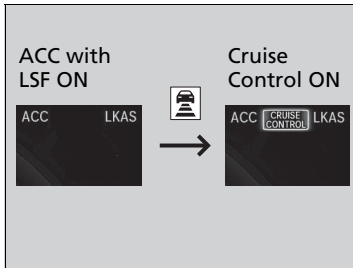 ACC with
LSF ON
Cruise
Control ON
ACC LKAS
ACC CRUISE
CONTROL LKAS